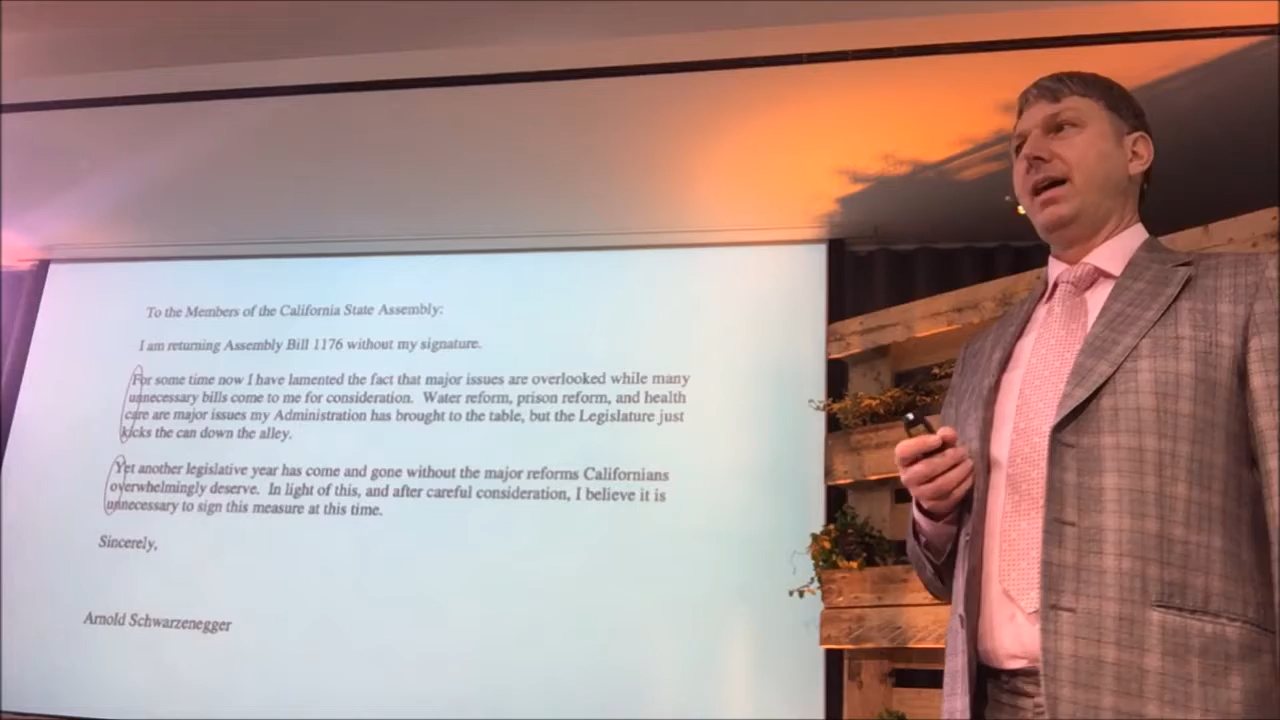 To the Members of the California State Assembly:
I am returning Assembly Bill 1176 without my signature.
For some time now I have lamented the fact that major issues are overlooked while many
unnecessary bills come to me for consideration. Water reform, prison reform, and health
care are major issues my Administration has brought to the table, but the Legislature just
kicks the can down the alley.
Yet another legislative year has come and gone without the major reforms Californians
overwhelmingly deserve. In light of this, and after careful consideration, I believe it is
unnecessary to sign this measure at this time.
Sincerely,
Arnold Schwarzenegger